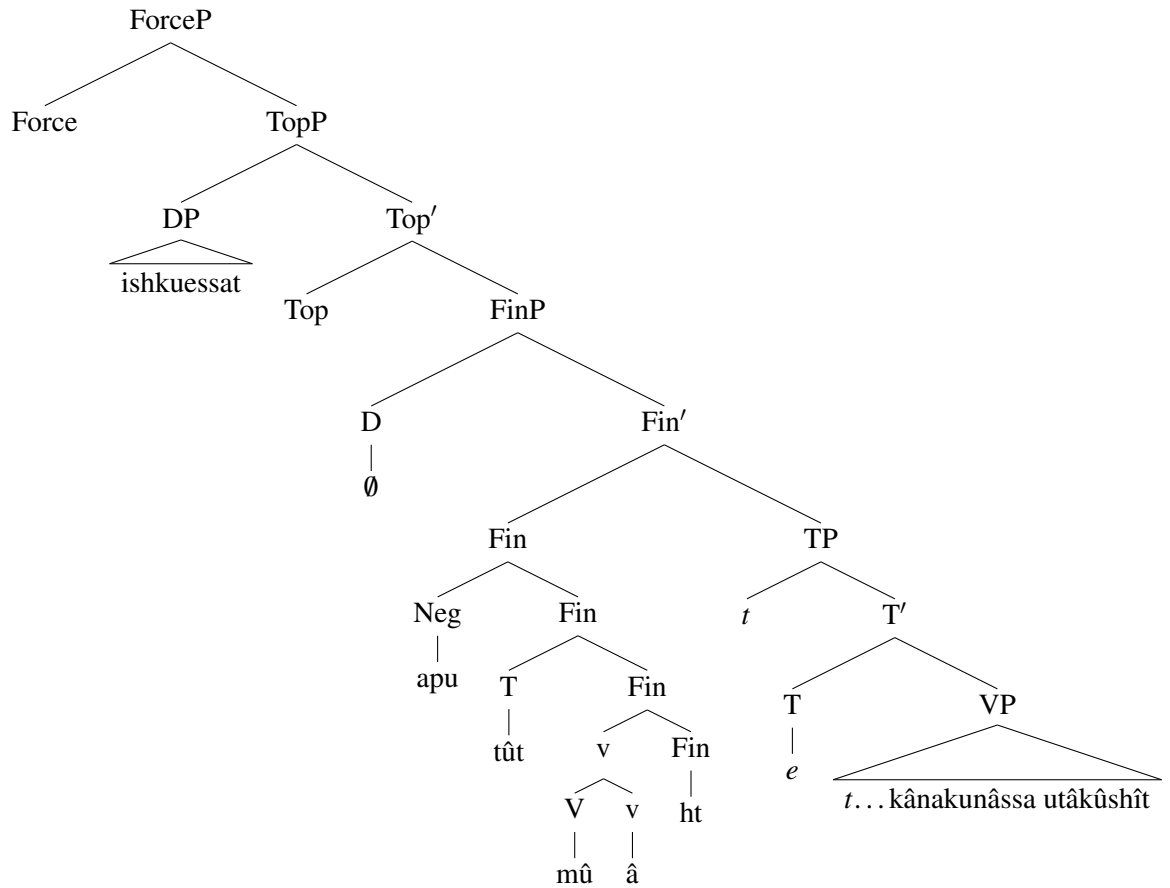 ForceP
Force TopP
DP Top′
ishkuessat
Top FinP
D Fin′
∅
Fin TP
Neg Fin t T′
apu
T Fin T VP
tût v Fin e
t… kânakunâssa utâkûshît
V v ht
mû â